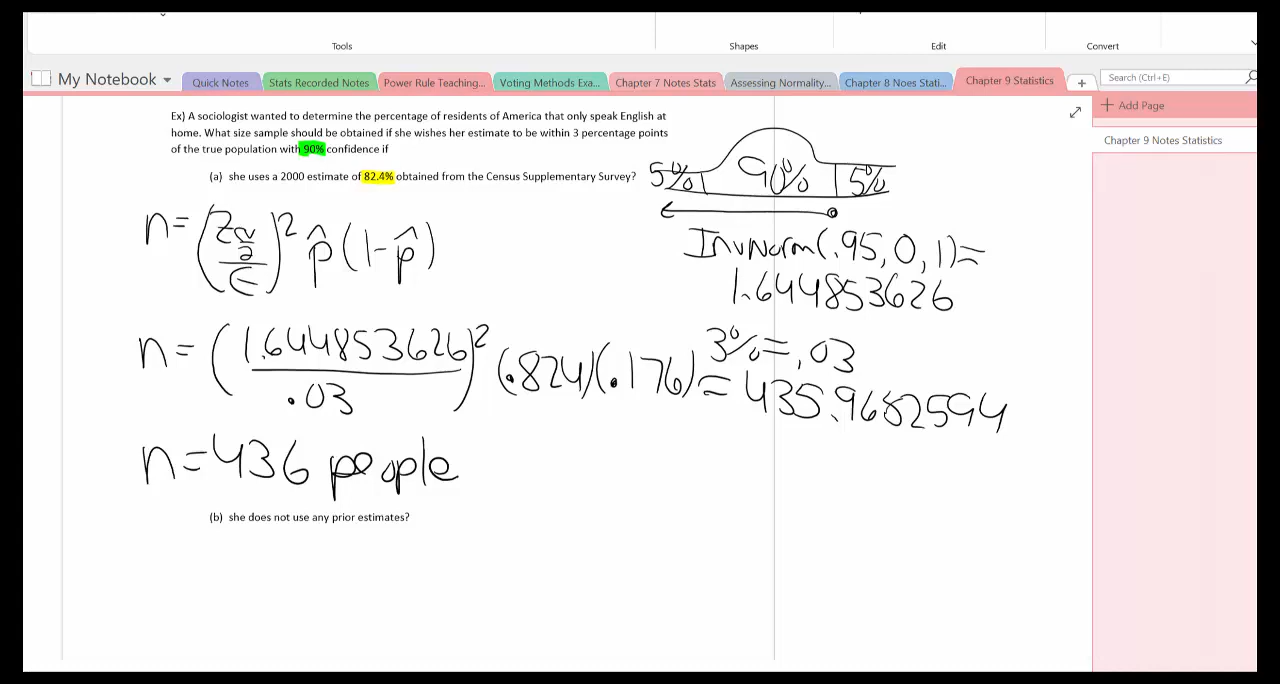 Tools
Shapes
Edit
Convert
My Notebook
Quick Notes
Stats Recorded Notes
Power Rule Teaching...
Voting Methods Exa...
Chapter 7 Notes Stats
Assessing Normality,...
Chapter 8 Noes Stati...
Chapter 9 Statistics
+
Search (Ctrl+E)
+ Add Page
Chapter 9 Notes Statistics
Ex) A sociologist wanted to determine the percentage of residents of America that only speak English at
home. What size sample should be obtained if she wishes her estimate to be within 3 percentage points
of the true population with 90% confidence if
(a) she uses a 2000 estimate of 82.4% obtained from the Census Supplementary Survey?
5% 90% 5%
n = (Zα/2 / E)² p̂ (1 - p̂)
InvNorm(.95, 0, 1) =
1.644853626
3% = .03
n = (1.644853626 / .03)² (.824)(.176) = 435.9682594
n = 436 people
(b) she does not use any prior estimates?